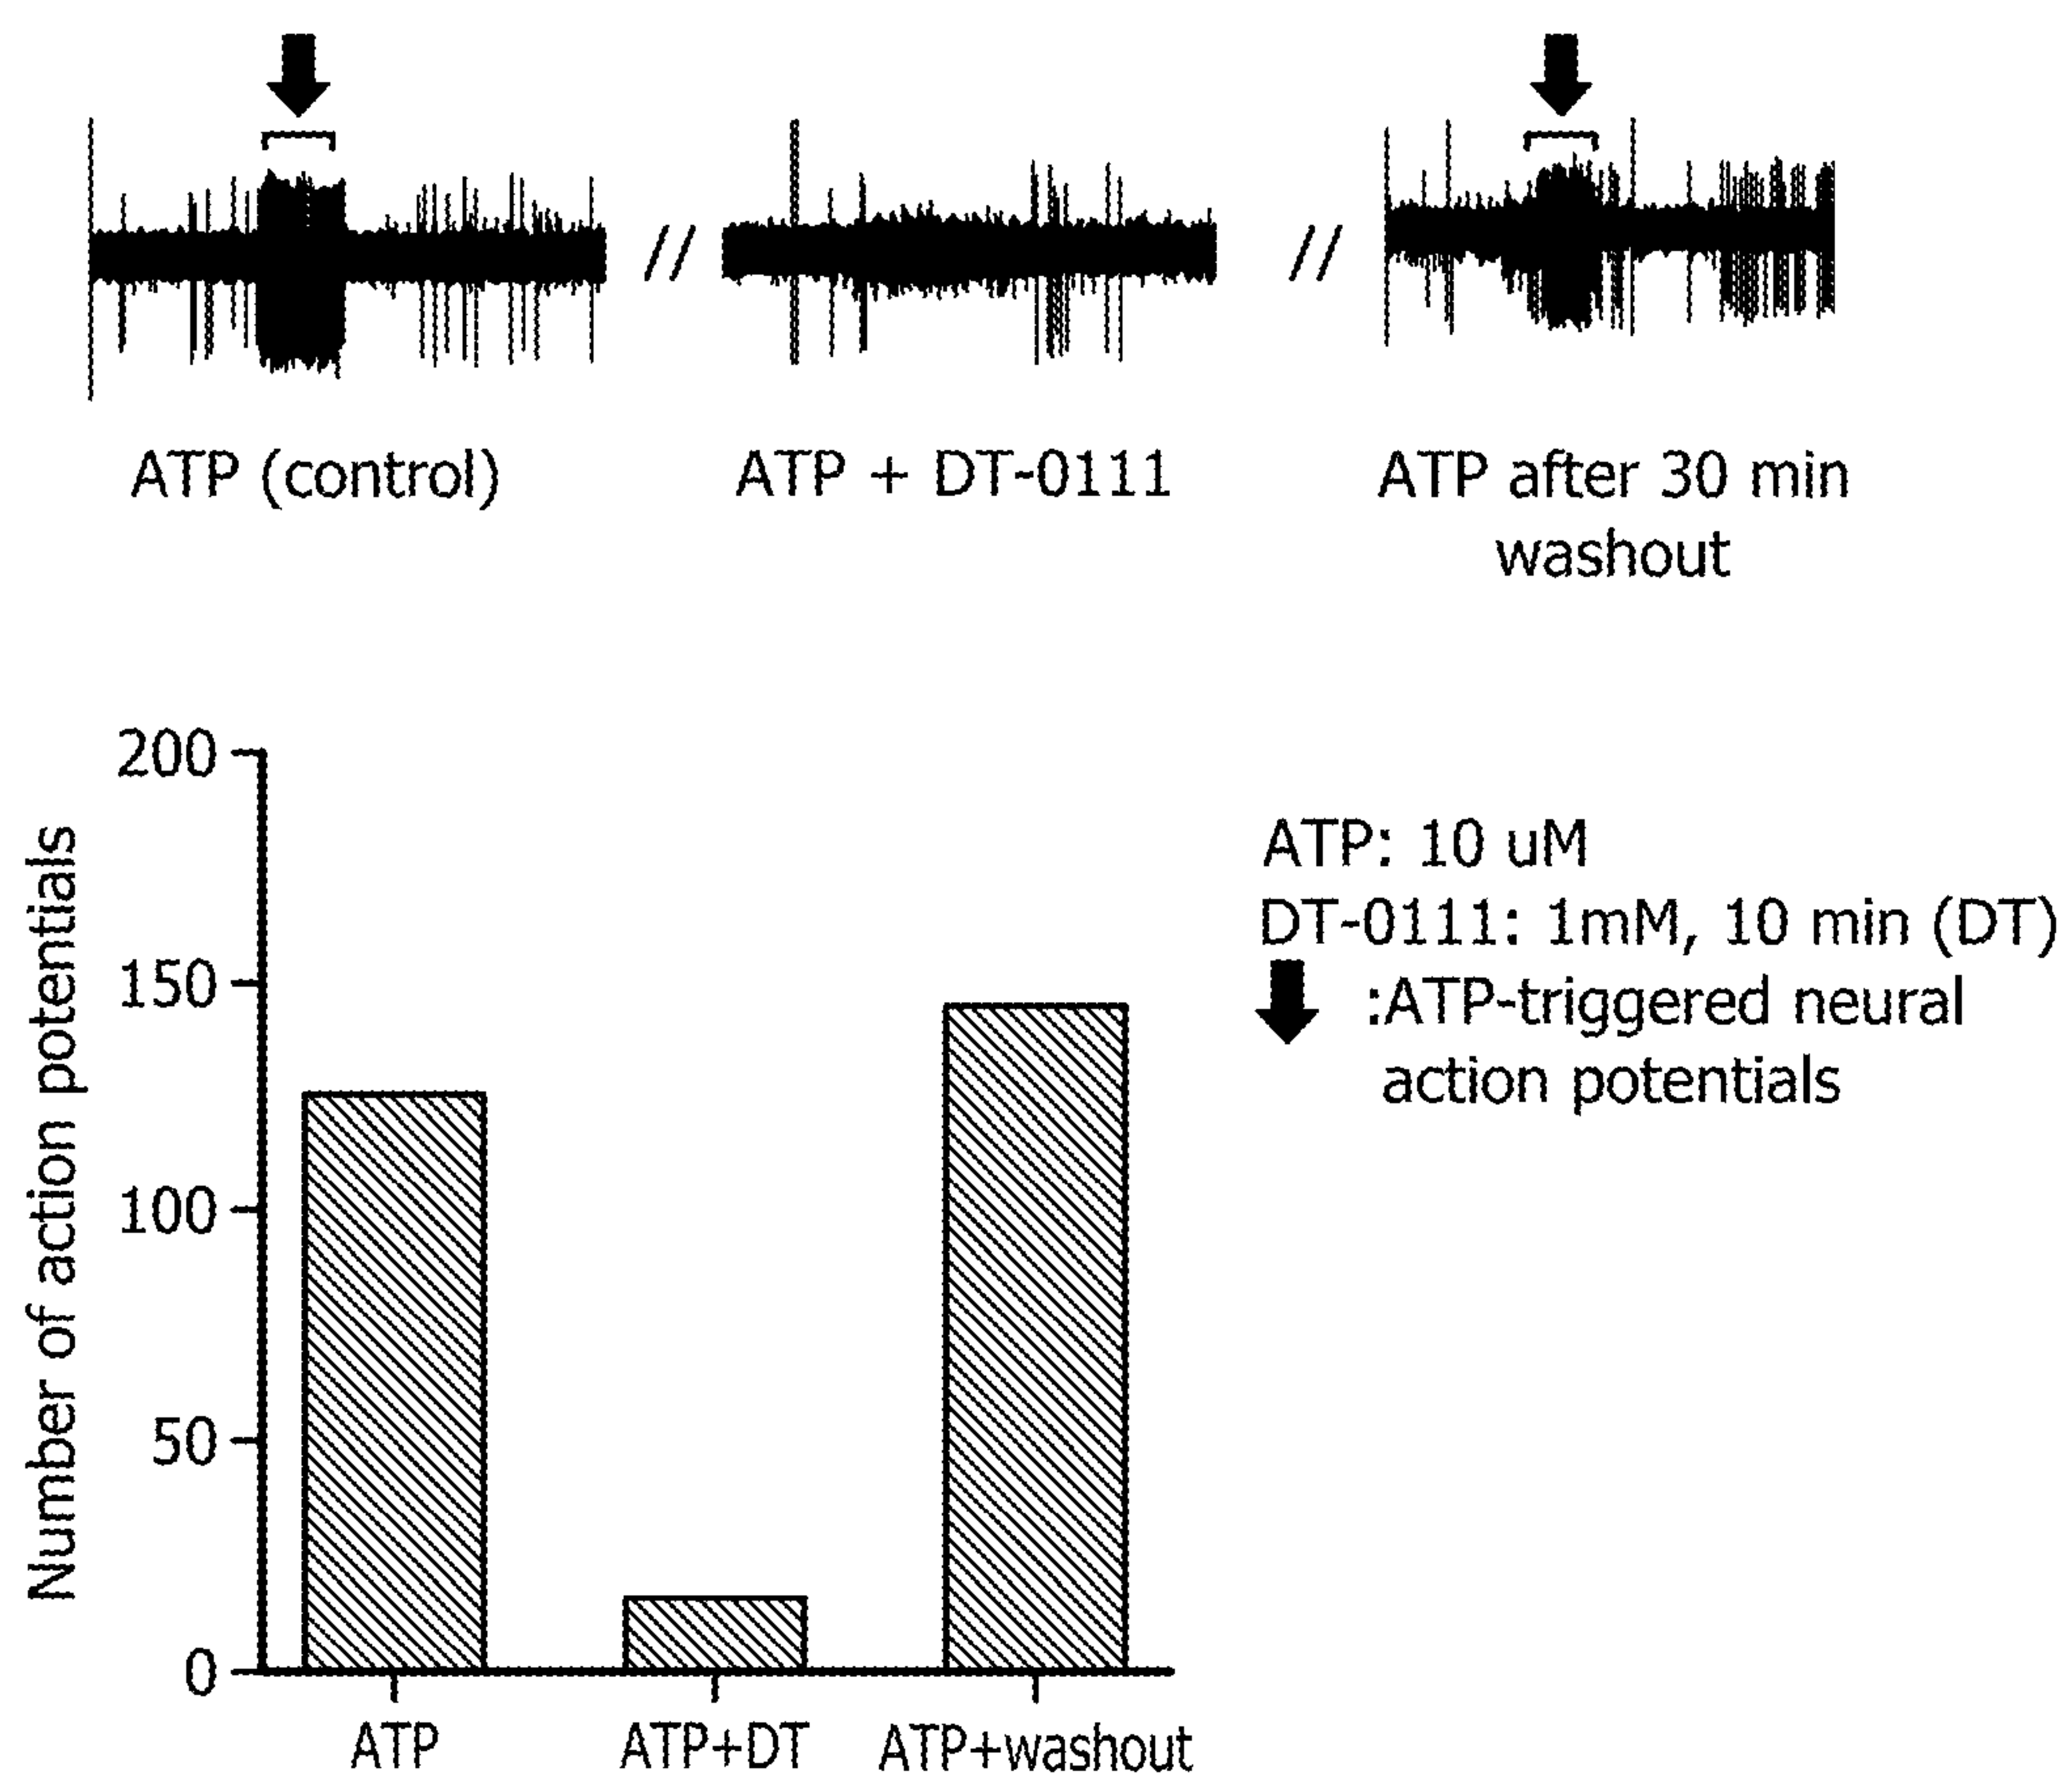 ATP (control)
ATP + DT-0111
ATP after 30 min
washout
Number of action potentials
200
150
100
50
0
ATP
ATP+DT
ATP+washout
ATP: 10 uM
DT-0111: 1mM, 10 min (DT)
:ATP-triggered neural
action potentials